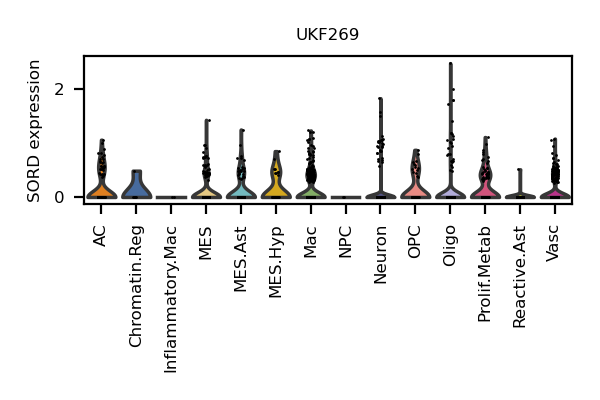 UKF269
SORD expression
2
0
AC
Chromatin.Reg
Inflammatory.Mac
MES
MES.Ast
MES.Hyp
Mac
NPC
Neuron
OPC
Oligo
Prolif.Metab
Reactive.Ast
Vasc